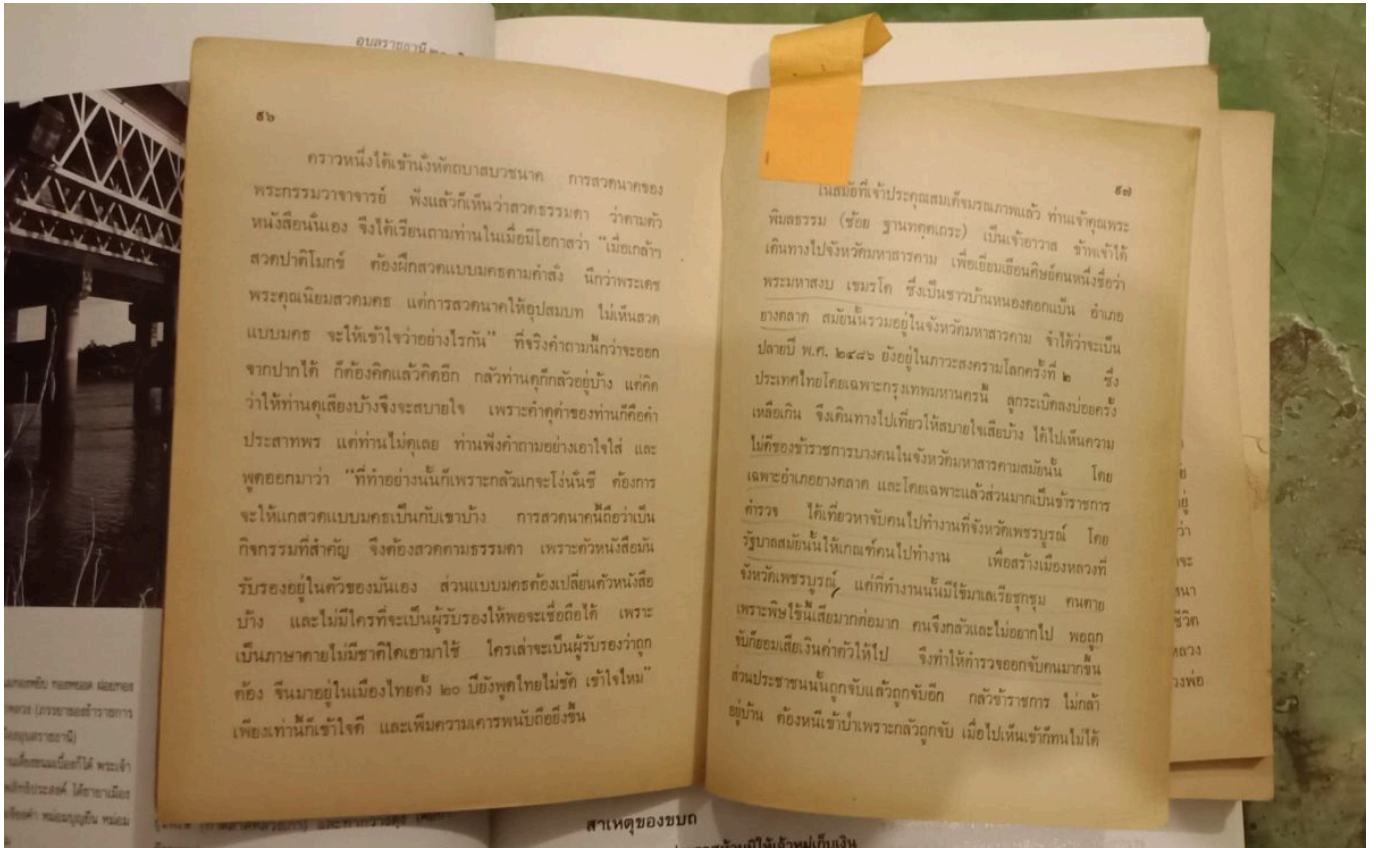 อุบลราชธานี
๕๖
คราวหนึ่งได้เข้านั่งหัตถบาสบวชนาค การสวดนาคของ
พระกรรมวาจาจารย์ ฟังแล้วก็เห็นว่าสวดธรรมดา ว่าตามตัว
หนังสือนั่นเอง จึงได้เรียนถามท่านในเมื่อมีโอกาสว่า "เมื่อเกล้าฯ
สวดปาติโมกข์ ต้องฝึกสวดแบบมคธตามคำสั่ง นึกว่าพระเดช
พระคุณนิยมสวดมคธ แต่การสวดนาคให้อุปสมบท ไม่เห็นสวด
แบบมคธ จะให้เข้าใจว่าอย่างไรกัน" ที่จริงคำถามนี้กว่าจะออก
จากปากได้ ก็ต้องคิดแล้วคิดอีก กลัวท่านดุก็กลัวอยู่บ้าง แต่คิด
ว่าให้ท่านดุเสียงบ้างจึงจะสบายใจ เพราะคำดุด่าของท่านก็คือคำ
ประสาทพร แต่ท่านไม่ดุเลย ท่านฟังคำถามอย่างเอาใจใส่ และ
พูดออกมาว่า "ที่ทำอย่างนั้นก็เพราะกลัวแกจะโง่นั่นซี ต้องการ
จะให้แกสวดแบบมคธเป็นกับเขาบ้าง การสวดนาคนี้ถือว่าเป็น
กิจกรรมที่สำคัญ จึงต้องสวดตามธรรมดา เพราะตัวหนังสือมัน
รับรองอยู่ในตัวของมันเอง ส่วนแบบมคธต้องเปลี่ยนตัวหนังสือ
บ้าง และไม่มีใครที่จะเป็นผู้รับรองให้พอจะเชื่อถือได้ เพราะ
เป็นภาษาตายไม่มีชาติใดเอามาใช้ ใครเล่าจะเป็นผู้รับรองว่าถูก
ต้อง จีนมาอยู่ในเมืองไทยตั้ง ๒๐ ปียังพูดไทยไม่ชัด เข้าใจไหม"
เพียงเท่านี้ก็เข้าใจดี และเพิ่มความเคารพนับถือยิ่งขึ้น
๕๗
ในสมัยที่เจ้าประคุณสมเด็จมรณภาพแล้ว ท่านเจ้าคุณพระ
พิมลธรรม (ช้อย ฐานทตฺตเถระ) เป็นเจ้าอาวาส ข้าพเจ้าได้
เดินทางไปจังหวัดมหาสารคาม เพื่อเยี่ยมเยือนศิษย์คนหนึ่งชื่อว่า
พระมหาสงบ เขมรโต ซึ่งเป็นชาวบ้านหนองตอกแป้น อำเภอ
ยางตลาด สมัยนั้นรวมอยู่ในจังหวัดมหาสารคาม จำได้ว่าจะเป็น
ปลายปี พ.ศ. ๒๔๘๖ ยังอยู่ในภาวะสงครามโลกครั้งที่ ๒ ซึ่ง
ประเทศไทยโดยเฉพาะกรุงเทพมหานครนี้ ลูกระเบิดลงบ่อยครั้ง
เหลือเกิน จึงเดินทางไปเที่ยวให้สบายใจเสียบ้าง ได้ไปเห็นความ
ไม่ดีของข้าราชการบางคนในจังหวัดมหาสารคามสมัยนั้น โดย
เฉพาะอำเภอยางตลาด และโดยเฉพาะแล้วส่วนมากเป็นข้าราชการ
ตำรวจ ได้เที่ยวหาจับคนไปทำงานที่จังหวัดเพชรบูรณ์ โดย
รัฐบาลสมัยนั้นให้เกณฑ์คนไปทำงาน เพื่อสร้างเมืองหลวงที่
จังหวัดเพชรบูรณ์ แต่ที่ทำงานนั้นมีไข้มาเลเรียชุกชุม คนตาย
เพราะพิษไข้นี้เสียมากต่อมาก คนจึงกลัวและไม่อยากไป พอถูก
จับก็ยอมเสียเงินค่าตัวให้ไป จึงทำให้ตำรวจออกจับคนมากขึ้น
ส่วนประชาชนนั้นถูกจับแล้วถูกจับอีก กลัวข้าราชการ ไม่กล้า
อยู่บ้าน ต้องหนีเข้าป่าเพราะกลัวถูกจับ เมื่อไปเห็นเข้าก็ทนไม่ได้
อยู่
ว่า
จะ
ชีวิต
หลวง
สาเหตุของขบถ